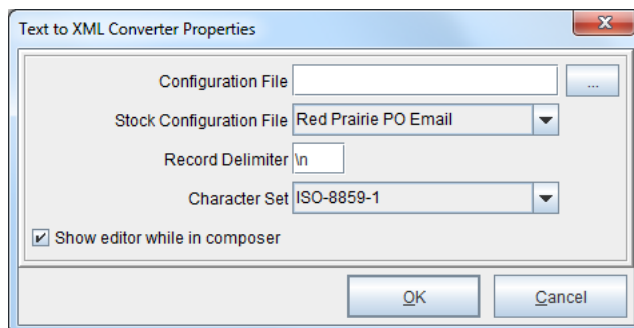 Text to XML Converter Properties
Configuration File
...
Stock Configuration File Red Prairie PO Email
Record Delimiter \n
Character Set ISO-8859-1
Show editor while in composer
OK Cancel